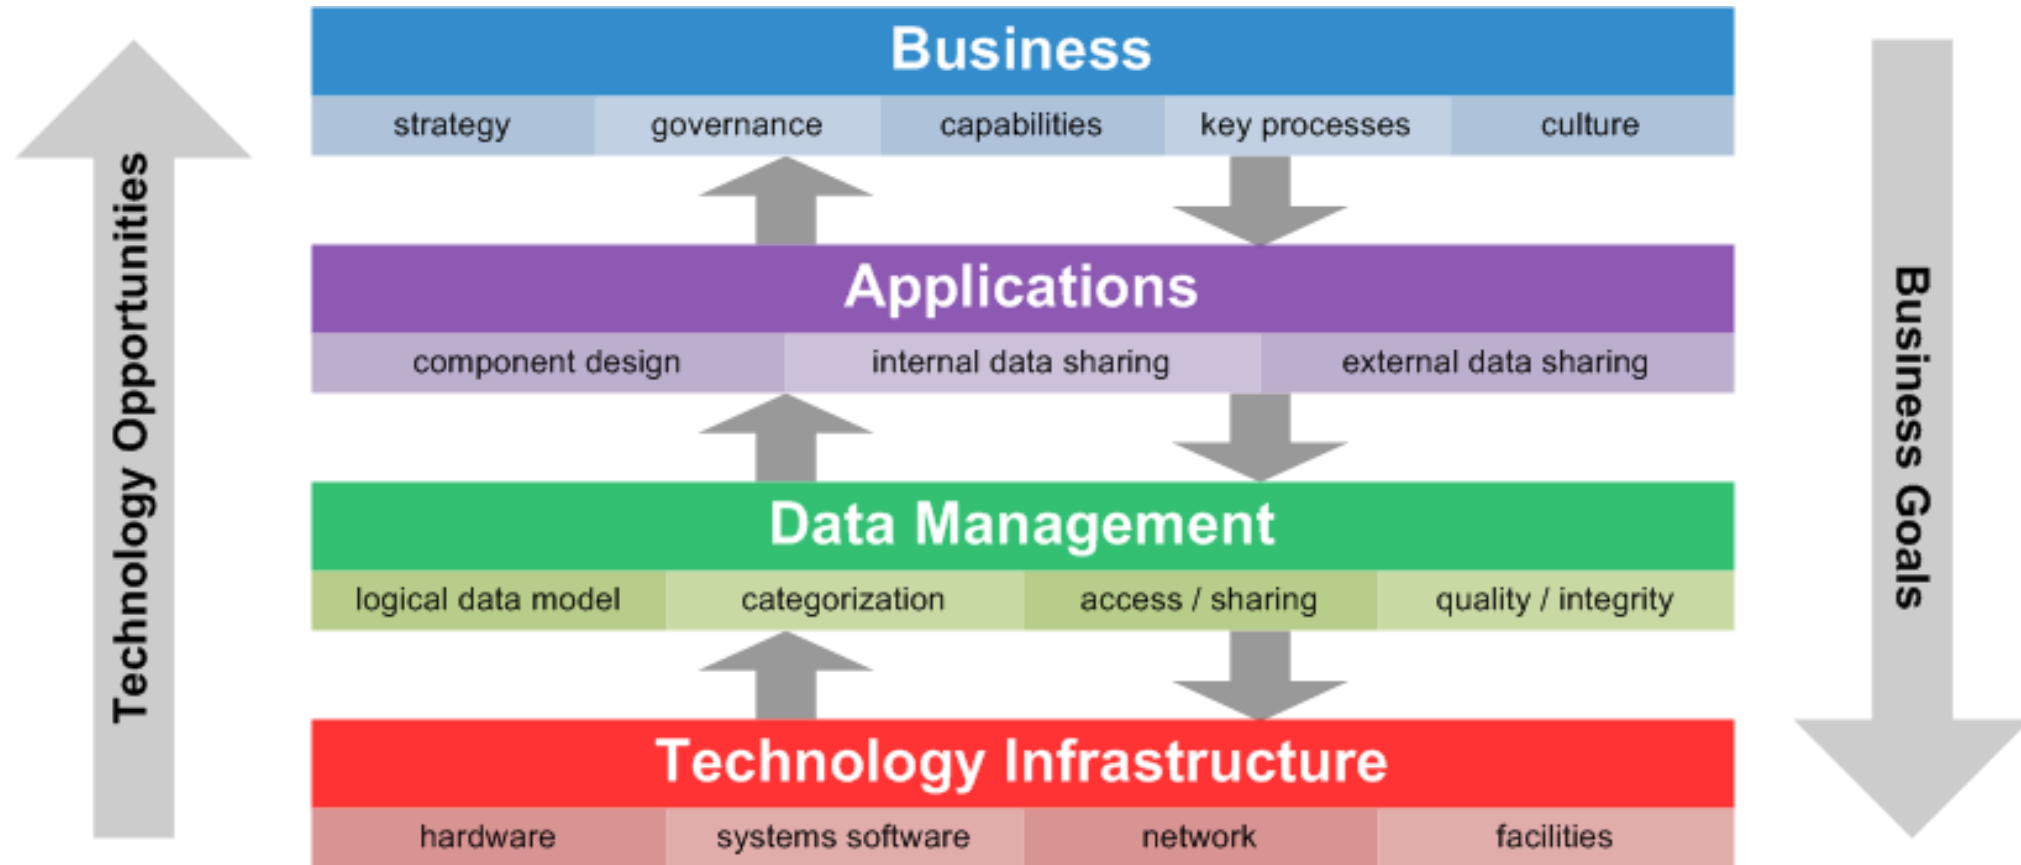 Business
strategy governance capabilities key processes culture
Technology Opportunities
Applications
component design internal data sharing external data sharing
Business Goals
Data Management
logical data model categorization access / sharing quality / integrity
Technology Infrastructure
hardware systems software network facilities